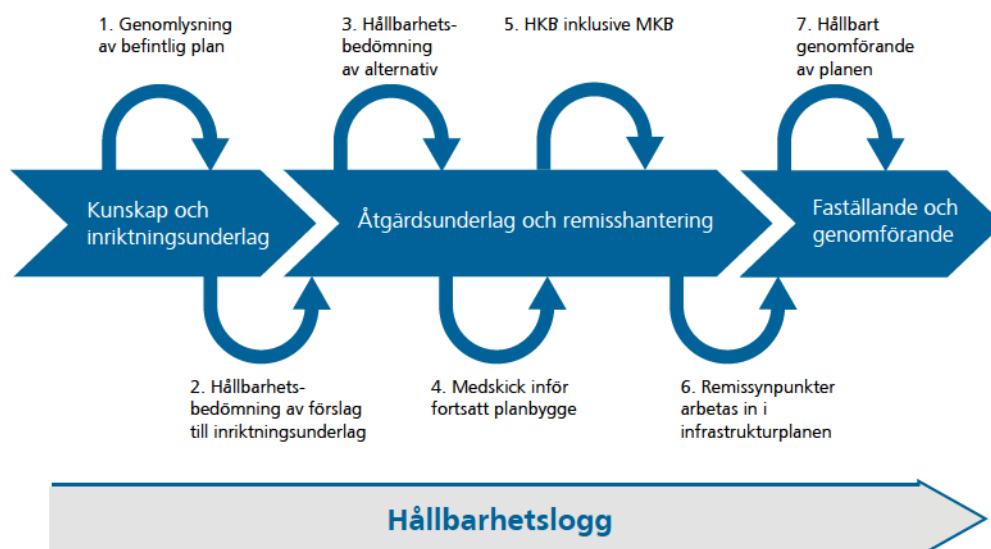 1. Genomlysning
av befintlig plan
3. Hållbarhets-
bedömning
av alternativ
5. HKB inklusive MKB
7. Hållbart
genomförande
av planen
Kunskap och
inriktningsunderlag
Åtgärdsunderlag och remisshantering
Faställande och
genomförande
2. Hållbarhets-
bedömning av förslag
till inriktningsunderlag
4. Medskick inför
fortsatt planbygge
6. Remissynpunkter
arbetas in i
infrastrukturplanen
Hållbarhetslogg